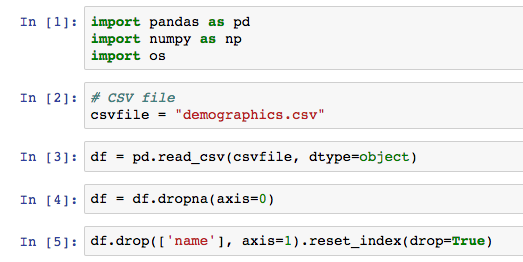 In [1]: import pandas as pd
import numpy as np
import os
In [2]: # CSV file
csvfile = "demographics.csv"
In [3]: df = pd.read_csv(csvfile, dtype=object)
In [4]: df = df.dropna(axis=0)
In [5]: df.drop(['name'], axis=1).reset_index(drop=True)